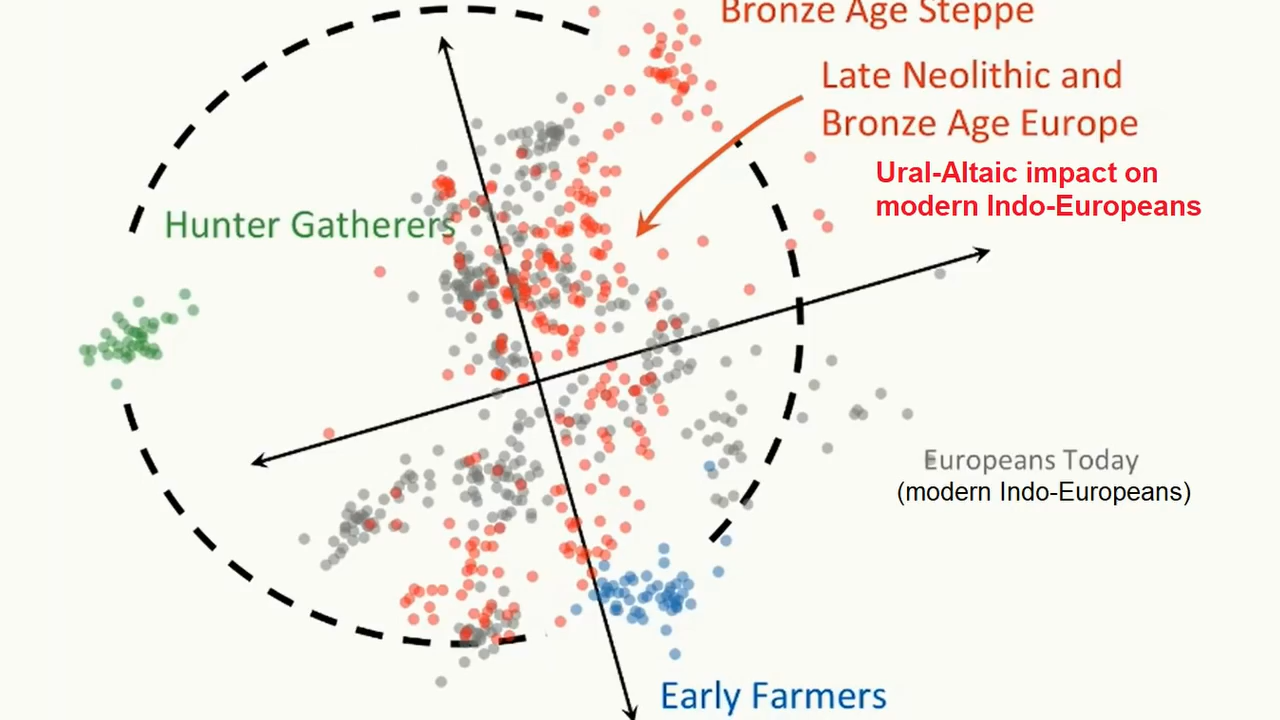 Bronze Age Steppe
Late Neolithic and
Bronze Age Europe
Ural-Altaic impact on
modern Indo-Europeans
Hunter Gatherers
Europeans Today
(modern Indo-Europeans)
Early Farmers